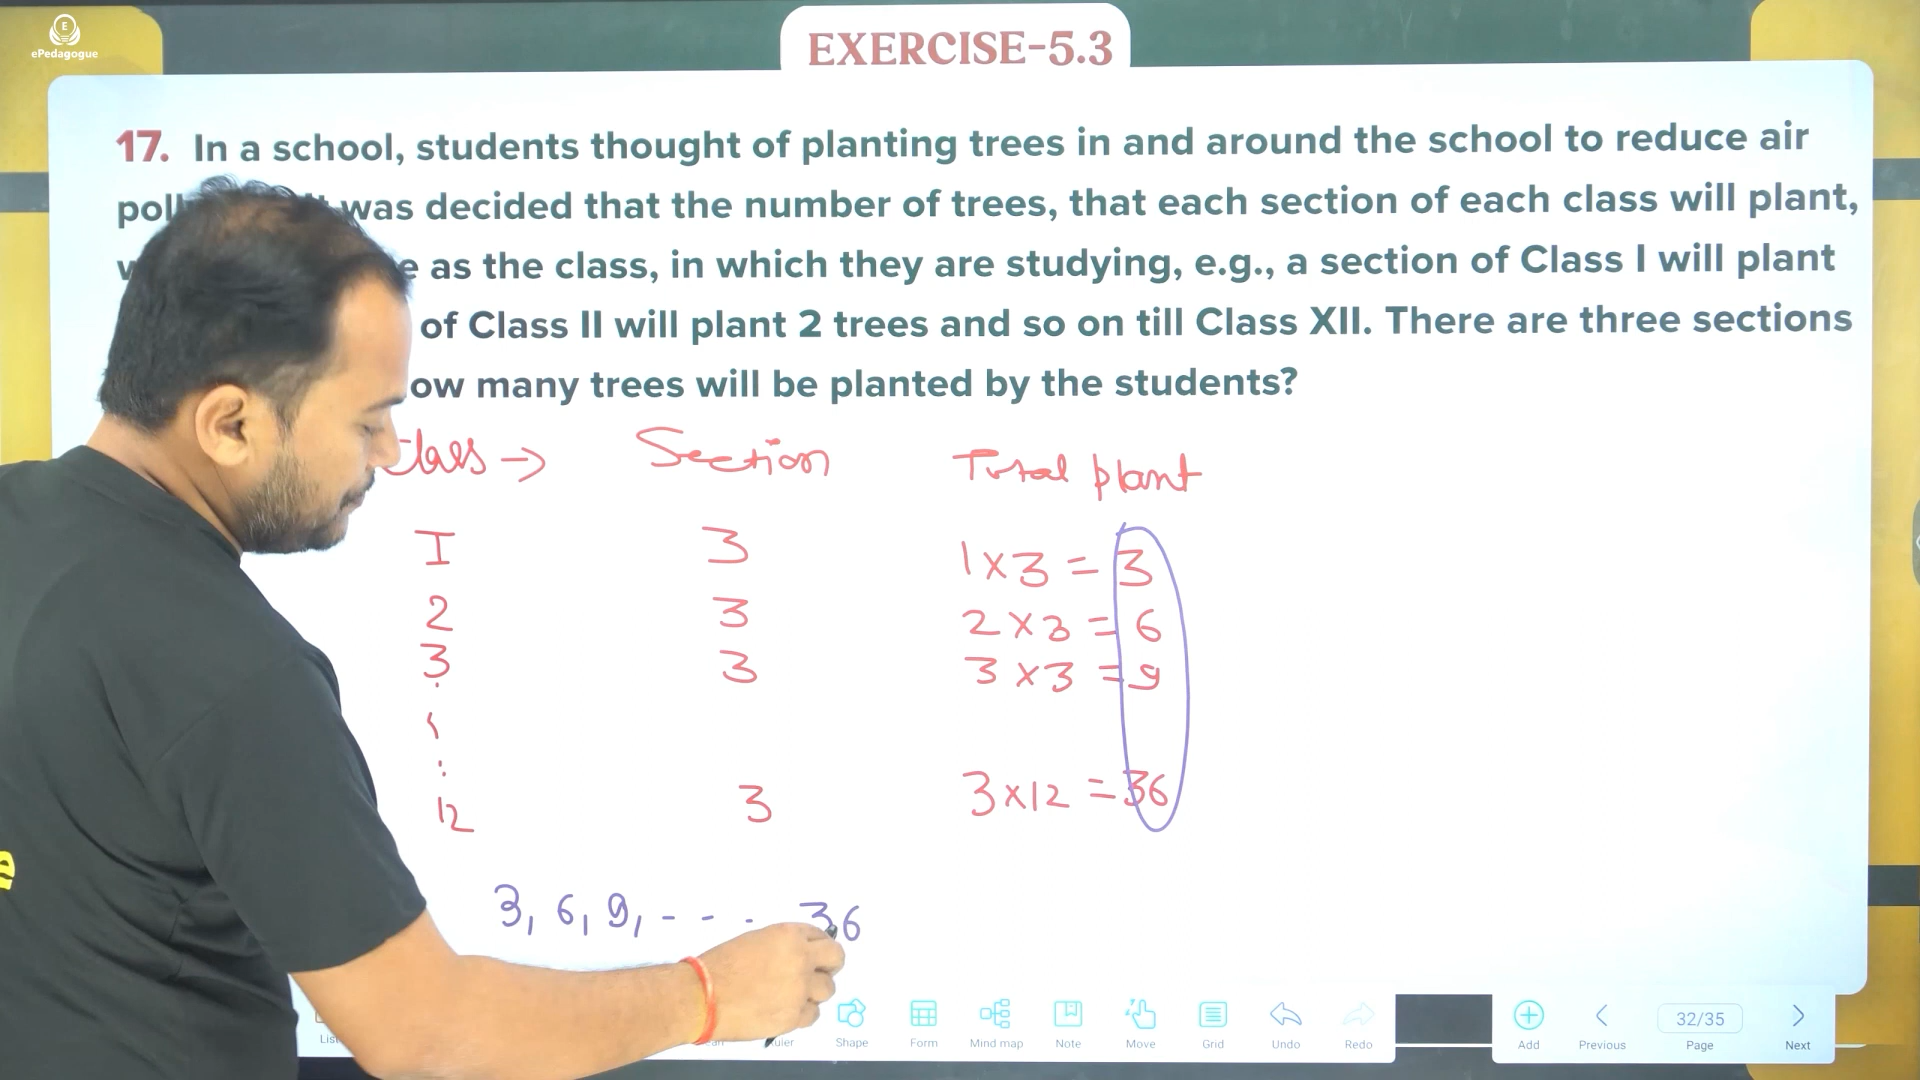 E
ePedagogue
EXERCISE-5.3
17. In a school, students thought of planting trees in and around the school to reduce air
was decided that the number of trees, that each section of each class will plant,
as the class, in which they are studying, e.g., a section of Class I will plant
of Class II will plant 2 trees and so on till Class XII. There are three sections
many trees will be planted by the students?
Class → Section Total plant
I 3 1 × 3 = 3
2 3 2 × 3 = 6
3 3 3 × 3 = 9
12 3 3 × 12 = 36
3, 6, 9, - - . 36
e
Shape Form Mind map Note Move Grid Undo Redo Add Previous 32/35 Page Next